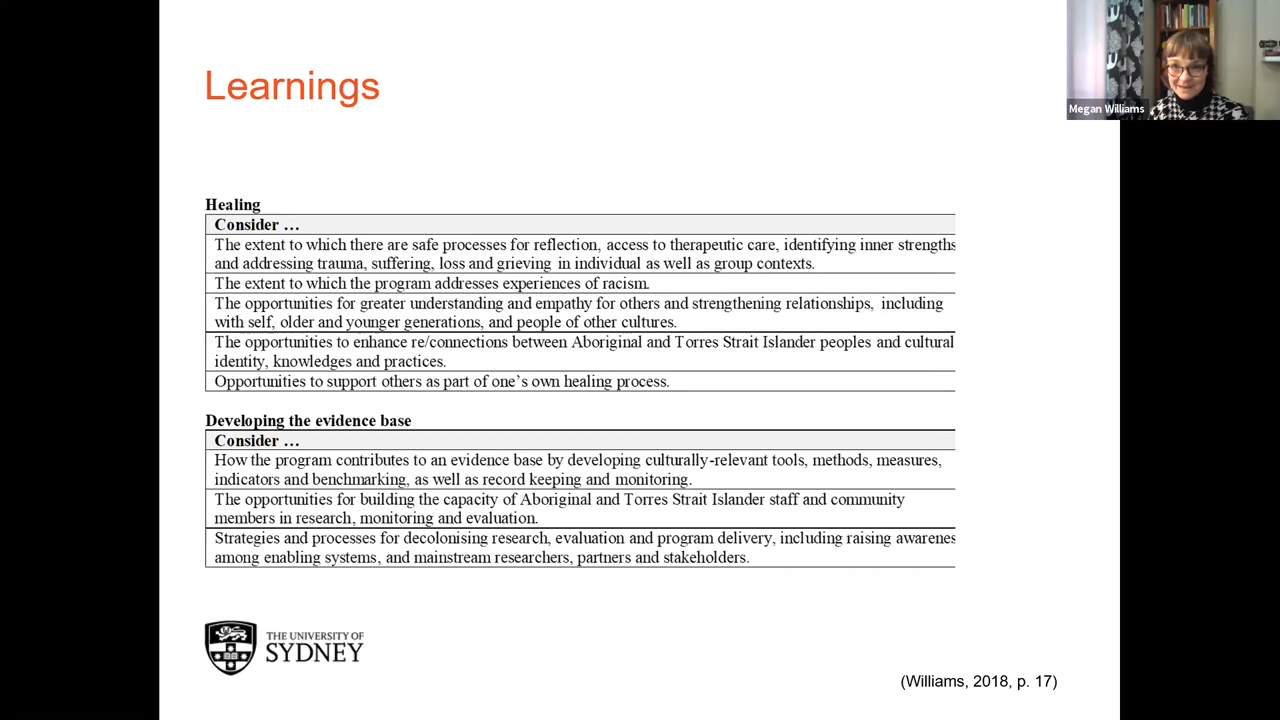 Learnings
Megan Williams
Healing
Consider …
The extent to which there are safe processes for reflection, access to therapeutic care, identifying inner strengths
and addressing trauma, suffering, loss and grieving in individual as well as group contexts.
The extent to which the program addresses experiences of racism.
The opportunities for greater understanding and empathy for others and strengthening relationships, including
with self, older and younger generations, and people of other cultures.
The opportunities to enhance re/connections between Aboriginal and Torres Strait Islander peoples and cultural
identity, knowledges and practices.
Opportunities to support others as part of one’s own healing process.
Developing the evidence base
Consider …
How the program contributes to an evidence base by developing culturally-relevant tools, methods, measures,
indicators and benchmarking, as well as record keeping and monitoring.
The opportunities for building the capacity of Aboriginal and Torres Strait Islander staff and community
members in research, monitoring and evaluation.
Strategies and processes for decolonising research, evaluation and program delivery, including raising awarenes
among enabling systems, and mainstream researchers, partners and stakeholders.
THE UNIVERSITY OF
SYDNEY
(Williams, 2018, p. 17)